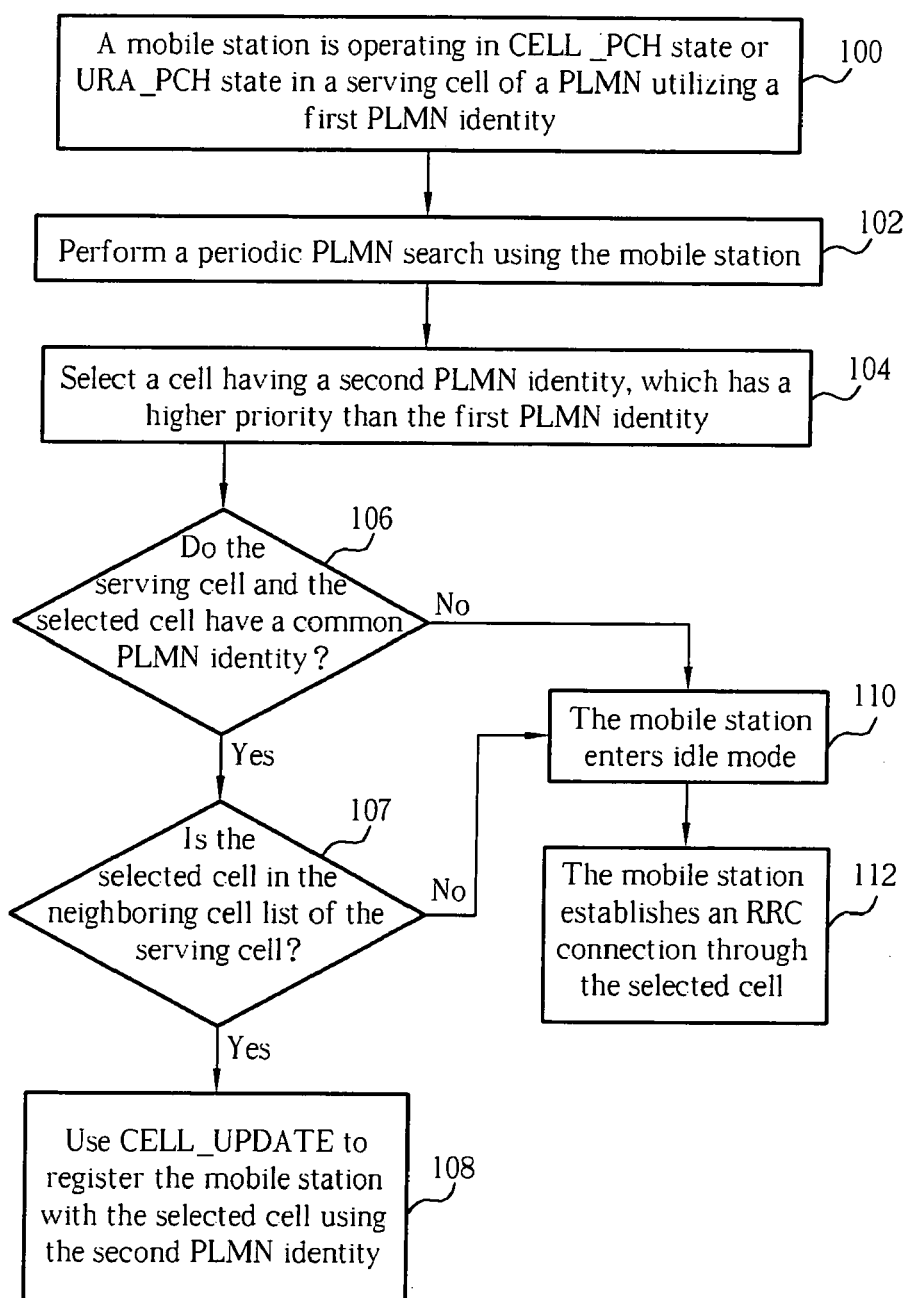 A mobile station is operating in CELL_PCH state or
URA_PCH state in a serving cell of a PLMN utilizing a
first PLMN identity
100
Perform a periodic PLMN search using the mobile station
102
Select a cell having a second PLMN identity, which has a
higher priority than the first PLMN identity
104
106
Do the
serving cell and the
selected cell have a common
PLMN identity?
No
Yes
The mobile station
enters idle mode
110
107
Is the
selected cell in the
neighboring cell list of the
serving cell?
No
Yes
The mobile station
establishes an RRC
connection through
the selected cell
112
Use CELL_UPDATE to
register the mobile station
with the selected cell using
the second PLMN identity
108